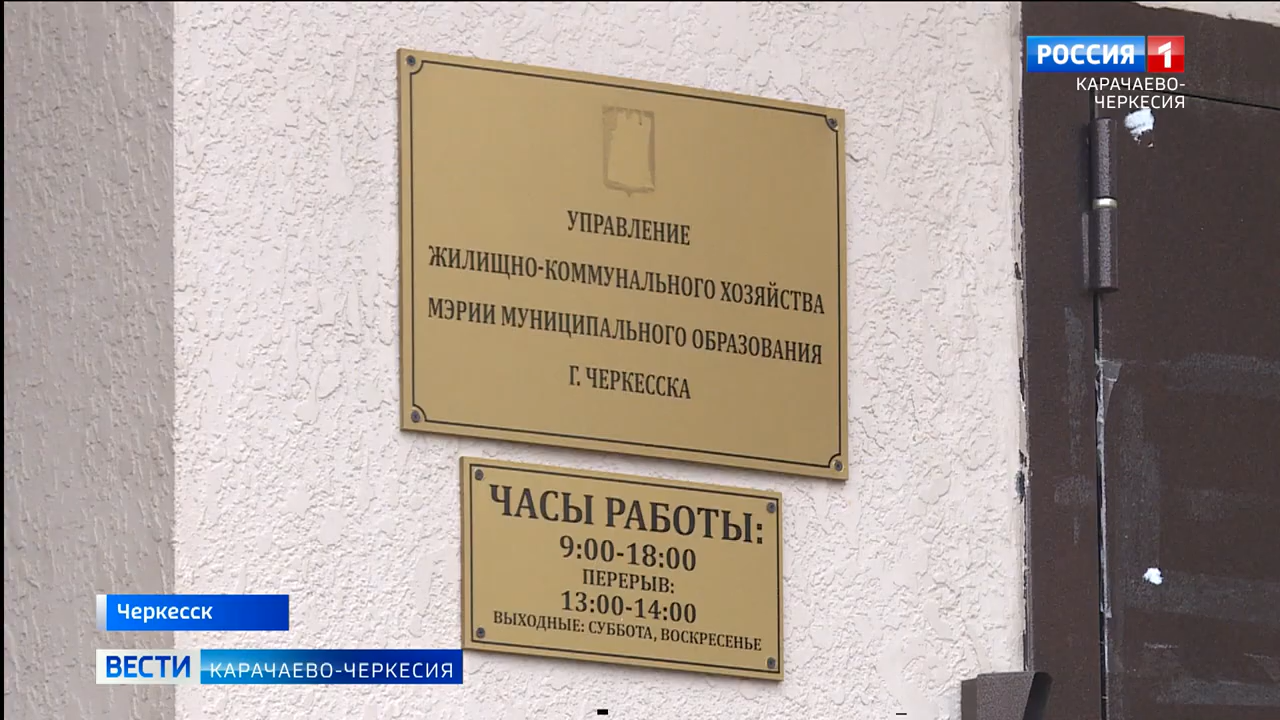 РОССИЯ 1
КАРАЧАЕВО-
ЧЕРКЕСИЯ
УПРАВЛЕНИЕ
ЖИЛИЩНО-КОММУНАЛЬНОГО ХОЗЯЙСТВА
МЭРИИ МУНИЦИПАЛЬНОГО ОБРАЗОВАНИЯ
Г. ЧЕРКЕССКА
ЧАСЫ РАБОТЫ:
9:00-18:00
ПЕРЕРЫВ:
13:00-14:00
ВЫХОДНЫЕ: СУББОТА, ВОСКРЕСЕНЬЕ
Черкесск
ВЕСТИ КАРАЧАЕВО-ЧЕРКЕСИЯ